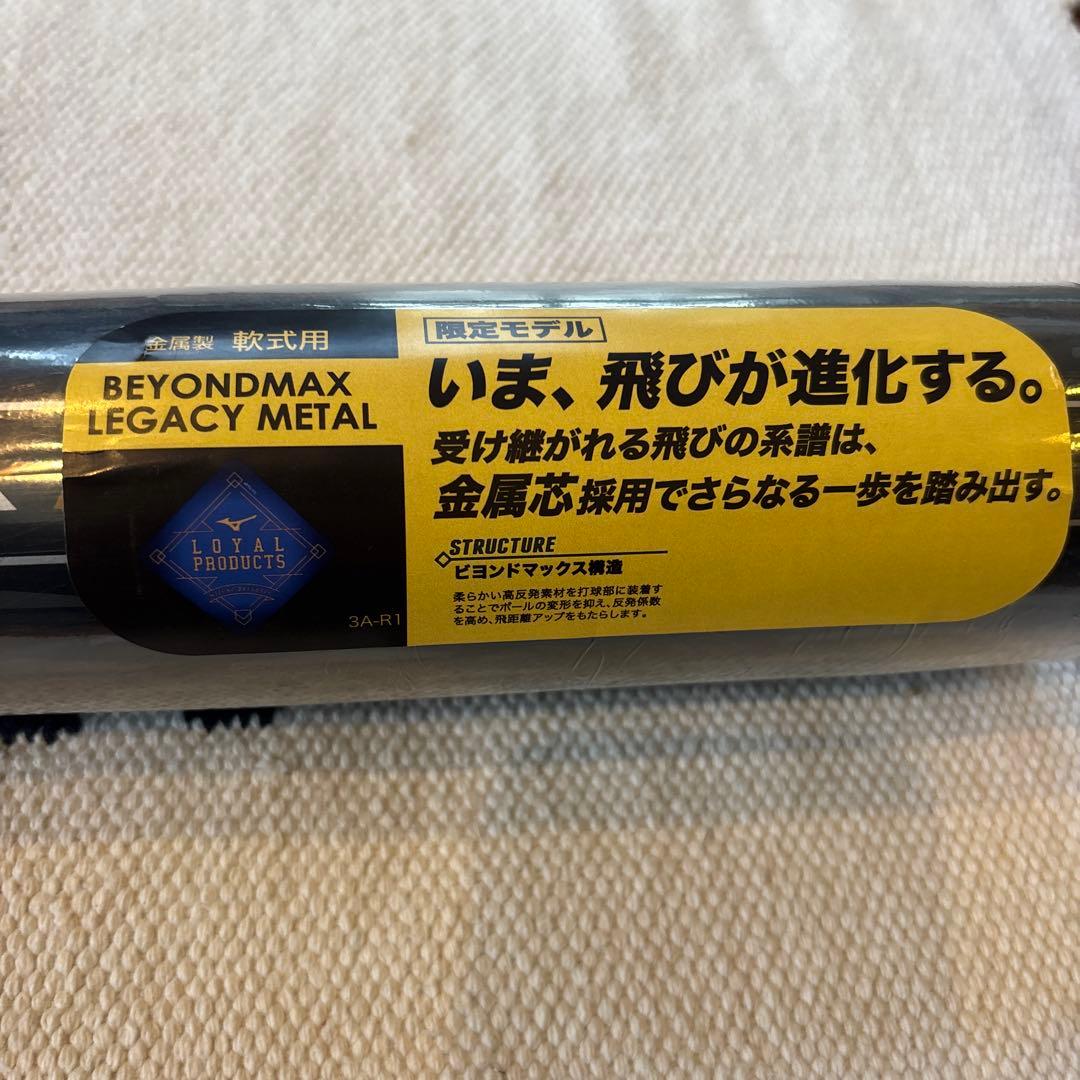 金属製 軟式用
BEYONDMAX
LEGACY METAL
LOYAL
PRODUCTS
3A-R1
限定モデル
いま、飛びが進化する。
受け継がれる飛びの系譜は、
金属芯採用でさらなる一歩を踏み出す。
STRUCTURE
ビヨンドマックス構造
柔らかい高反発素材を打球部に装着す
ることでボールの変形を抑え、反発係数
を高め、飛距離アップをもたらします。